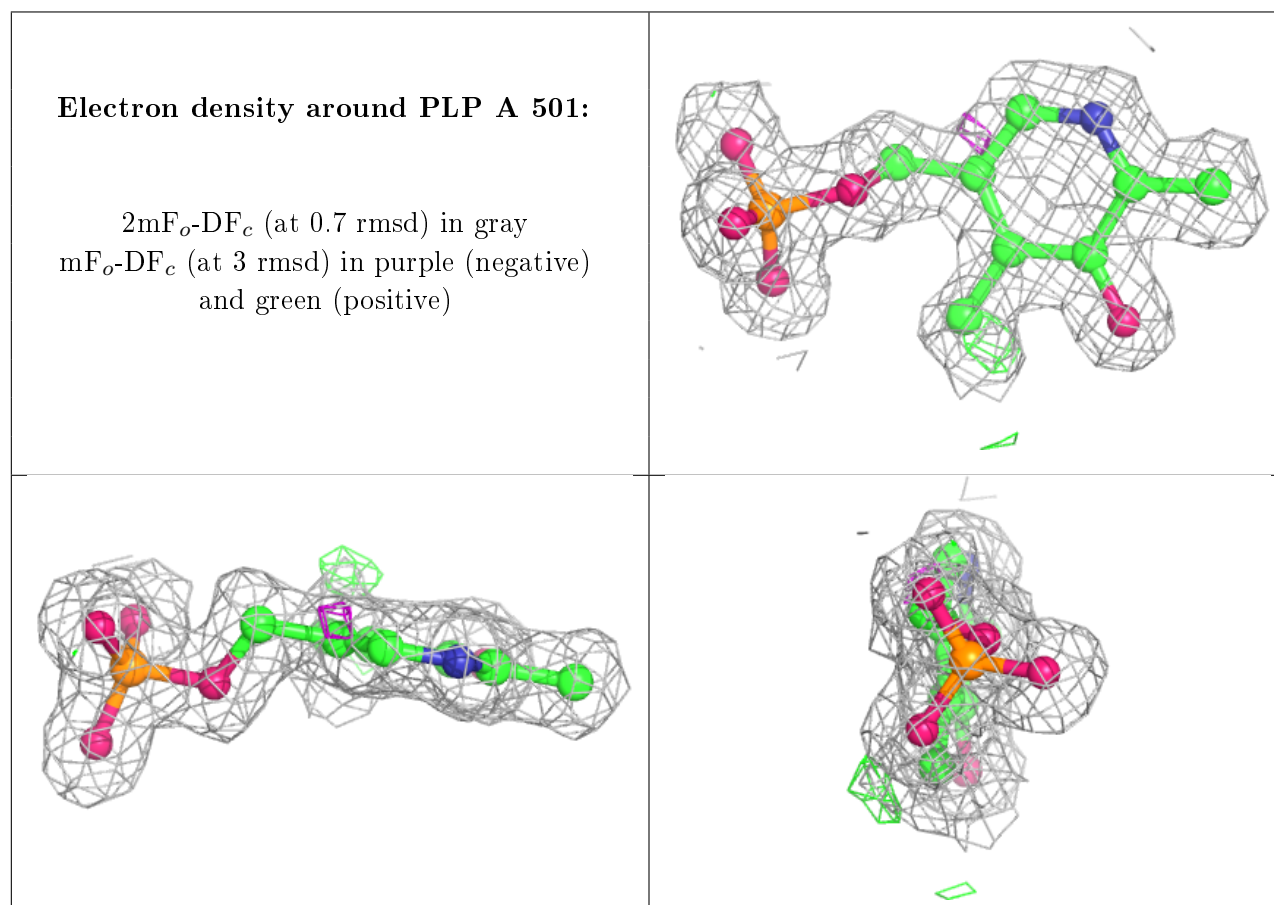 Electron density around PLP A 501:
2mFₒ-DF𝒸 (at 0.7 rmsd) in gray
mFₒ-DF𝒸 (at 3 rmsd) in purple (negative)
and green (positive)